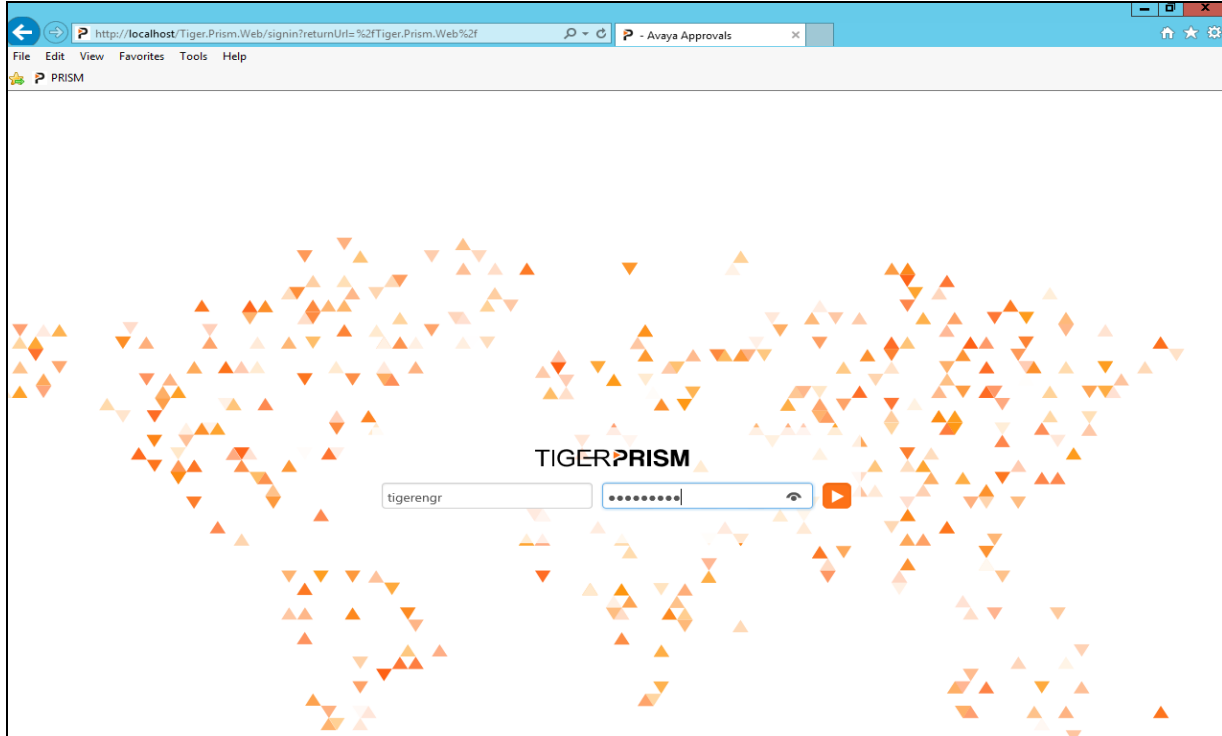 http://localhost/Tiger.Prism.Web/signin?returnUrl=%2fTiger.Prism.Web%2f
P - Avaya Approvals
File Edit View Favorites Tools Help
PRISM
TIGERPRISM
tigerengr
•••••••••